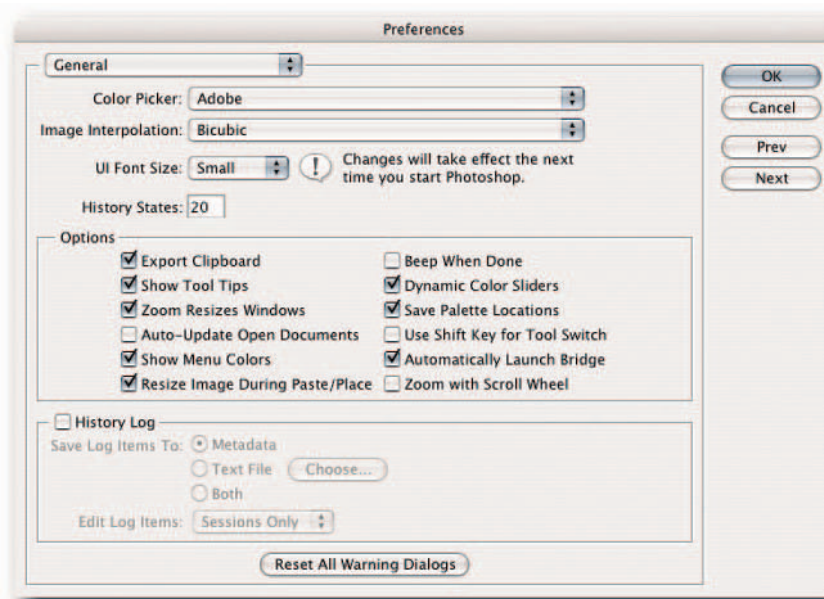 Preferences
General
Color Picker: Adobe
Image Interpolation: Bicubic
UI Font Size: Small
Changes will take effect the next
time you start Photoshop.
History States: 20
Options
Export Clipboard
Show Tool Tips
Zoom Resizes Windows
Auto-Update Open Documents
Show Menu Colors
Resize Image During Paste/Place
Beep When Done
Dynamic Color Sliders
Save Palette Locations
Use Shift Key for Tool Switch
Automatically Launch Bridge
Zoom with Scroll Wheel
History Log
Save Log Items To: Metadata
Text File Choose...
Both
Edit Log Items: Sessions Only
Reset All Warning Dialogs
OK
Cancel
Prev
Next